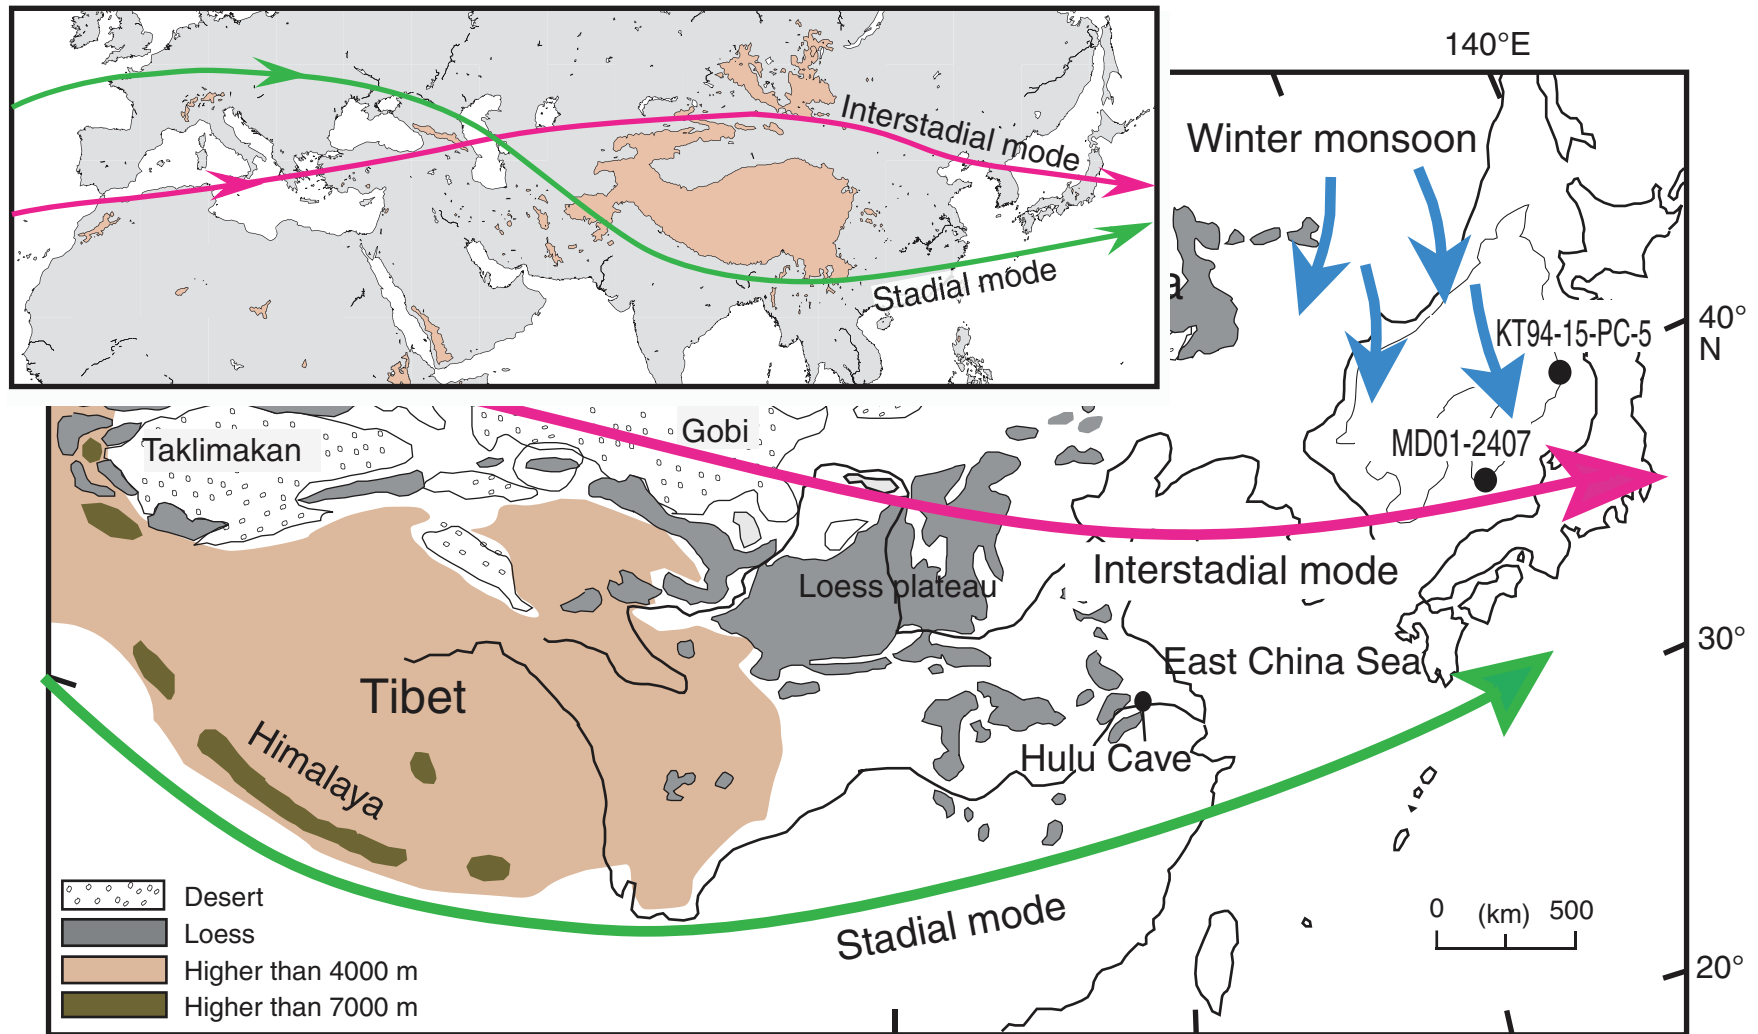 140°E
Interstadial mode
Winter monsoon
Stadial mode
a
KT94-15-PC-5
40°
N
Taklimakan
Gobi
MD01-2407
Interstadial mode
Loess plateau
30°
East China Sea
Tibet
Himalaya
Hulu Cave
Stadial mode
0 (km) 500
20°
Desert
Loess
Higher than 4000 m
Higher than 7000 m